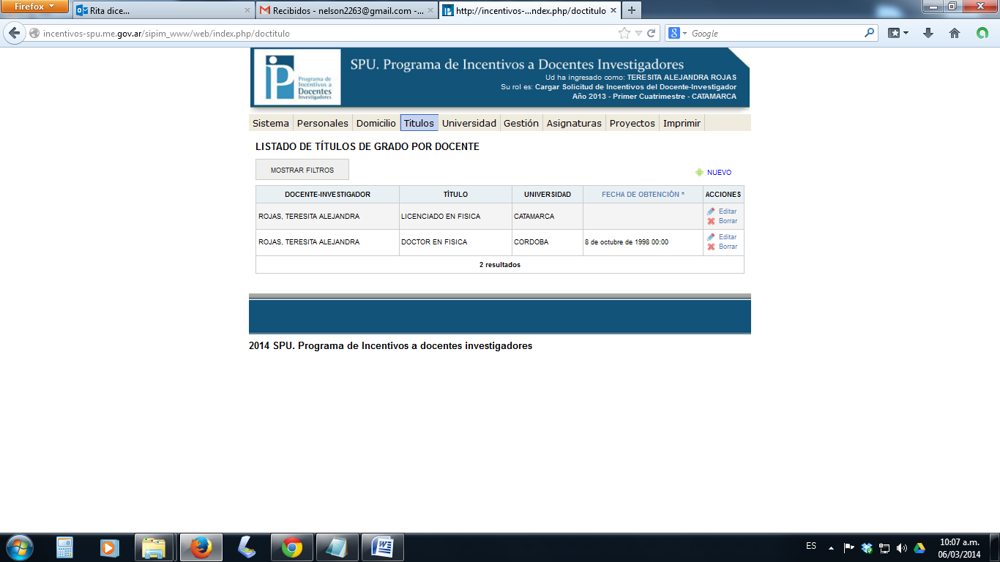 Firefox
Rita dice...
Recibidos - nelson2263@gmail.com -...
http://incentivos-...ndex.php/doctitulo
incentivos-spu.me.gov.ar/sipim_www/web/index.php/doctitulo
Google
Programa de
Incentivos a
Docentes
Investigadores
SPU. Programa de Incentivos a Docentes Investigadores
Ud ha ingresado como: TERESITA ALEJANDRA ROJAS
Su rol es: Cargar Solicitud de Incentivos del Docente-Investigador
Año 2013 - Primer Cuatrimestre - CATAMARCA
Sistema Personales Domicilio Titulos Universidad Gestión Asignaturas Proyectos Imprimir
LISTADO DE TÍTULOS DE GRADO POR DOCENTE
MOSTRAR FILTROS
NUEVO
DOCENTE-INVESTIGADOR TÍTULO UNIVERSIDAD FECHA DE OBTENCIÓN * ACCIONES
ROJAS, TERESITA ALEJANDRA LICENCIADO EN FISICA CATAMARCA Editar
Borrar
ROJAS, TERESITA ALEJANDRA DOCTOR EN FISICA CORDOBA 8 de octubre de 1998 00:00 Editar
Borrar
2 resultados
2014 SPU. Programa de Incentivos a docentes investigadores
ES
10:07 a.m.
06/03/2014